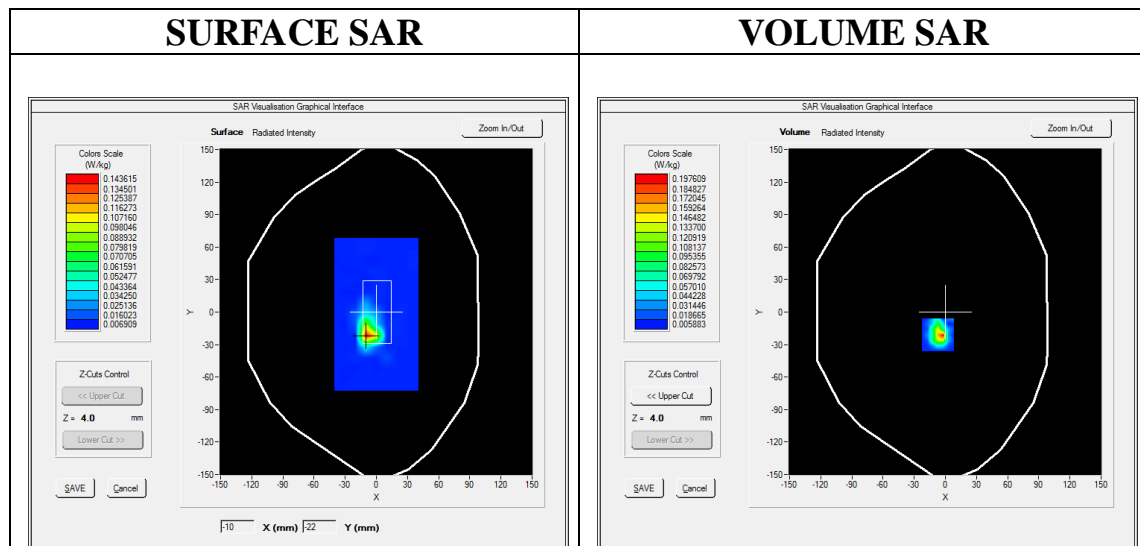 SURFACE SAR
SAR Visualisation Graphical Interface
Surface Radiated Intensity
Zoom In/Out
Colors Scale
(W/kg)
0.143615
0.134501
0.125387
0.116273
0.107160
0.098046
0.088932
0.079819
0.070705
0.061591
0.052477
0.043364
0.034250
0.025136
0.016023
0.006909
150
120
90
60
30
0
-30
-60
-90
-120
-150
Y
-150 -120 -90 -60 -30 0 30 60 90 120 150
X
Z-Cuts Control
<< Upper Cut
Z = 4.0 mm
Lower Cut >>
SAVE Cancel
-10 X (mm) -22 Y (mm)
VOLUME SAR
SAR Visualisation Graphical Interface
Volume Radiated Intensity
Zoom In/Out
Colors Scale
(W/kg)
0.197609
0.184827
0.172045
0.159264
0.146482
0.133700
0.120919
0.108137
0.095355
0.082573
0.069792
0.057010
0.044228
0.031446
0.018665
0.005883
150
120
90
60
30
0
-30
-60
-90
-120
-150
Y
-150 -120 -90 -60 -30 0 30 60 90 120 150
X
Z-Cuts Control
<< Upper Cut
Z = 4.0 mm
Lower Cut >>
SAVE Cancel